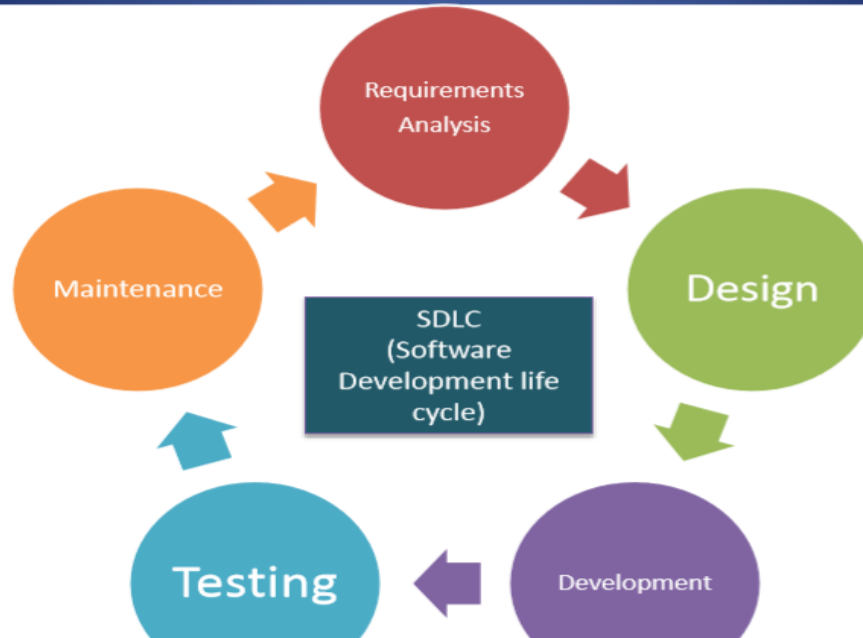 Requirements
Analysis
Maintenance
Design
SDLC
(Software
Development life
cycle)
Testing
Development